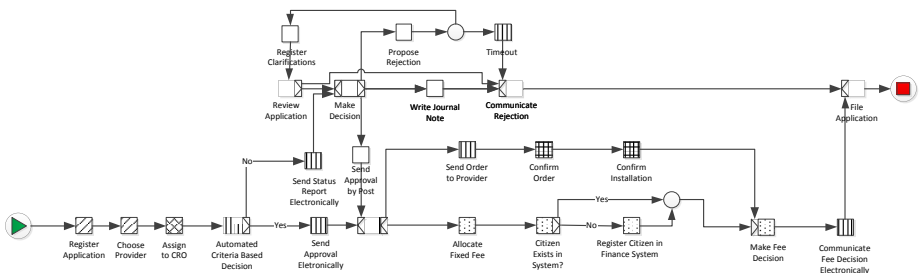 Register
Clarifications
Propose
Rejection
Timeout
Review
Application
Make
Decision
Write Journal
Note
Communicate
Rejection
File
Application
No
Send Status
Report
Electronically
Send
Approval
by Post
Send Order
to Provider
Confirm
Order
Confirm
Installation
Register
Application
Choose
Provider
Assign
to CRO
Automated
Criteria Based
Decision
Yes
Send
Approval
Eletronically
Allocate
Fixed Fee
Citizen
Exists in
System?
Yes
No
Register Citizen in
Finance System
Make Fee
Decision
Communicate
Fee Decision
Electronically